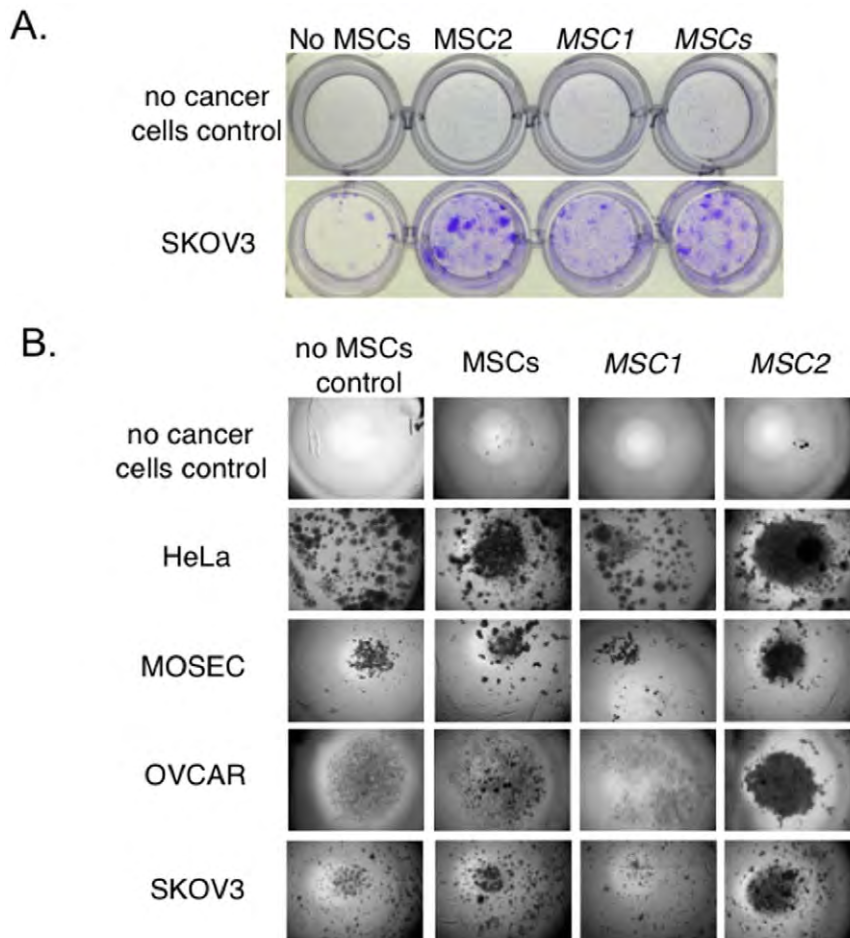 A.
No MSCs MSC2 MSC1 MSCs
no cancer
cells control
SKOV3
B.
no MSCs
control
MSCs MSC1 MSC2
no cancer
cells control
HeLa
MOSEC
OVCAR
SKOV3